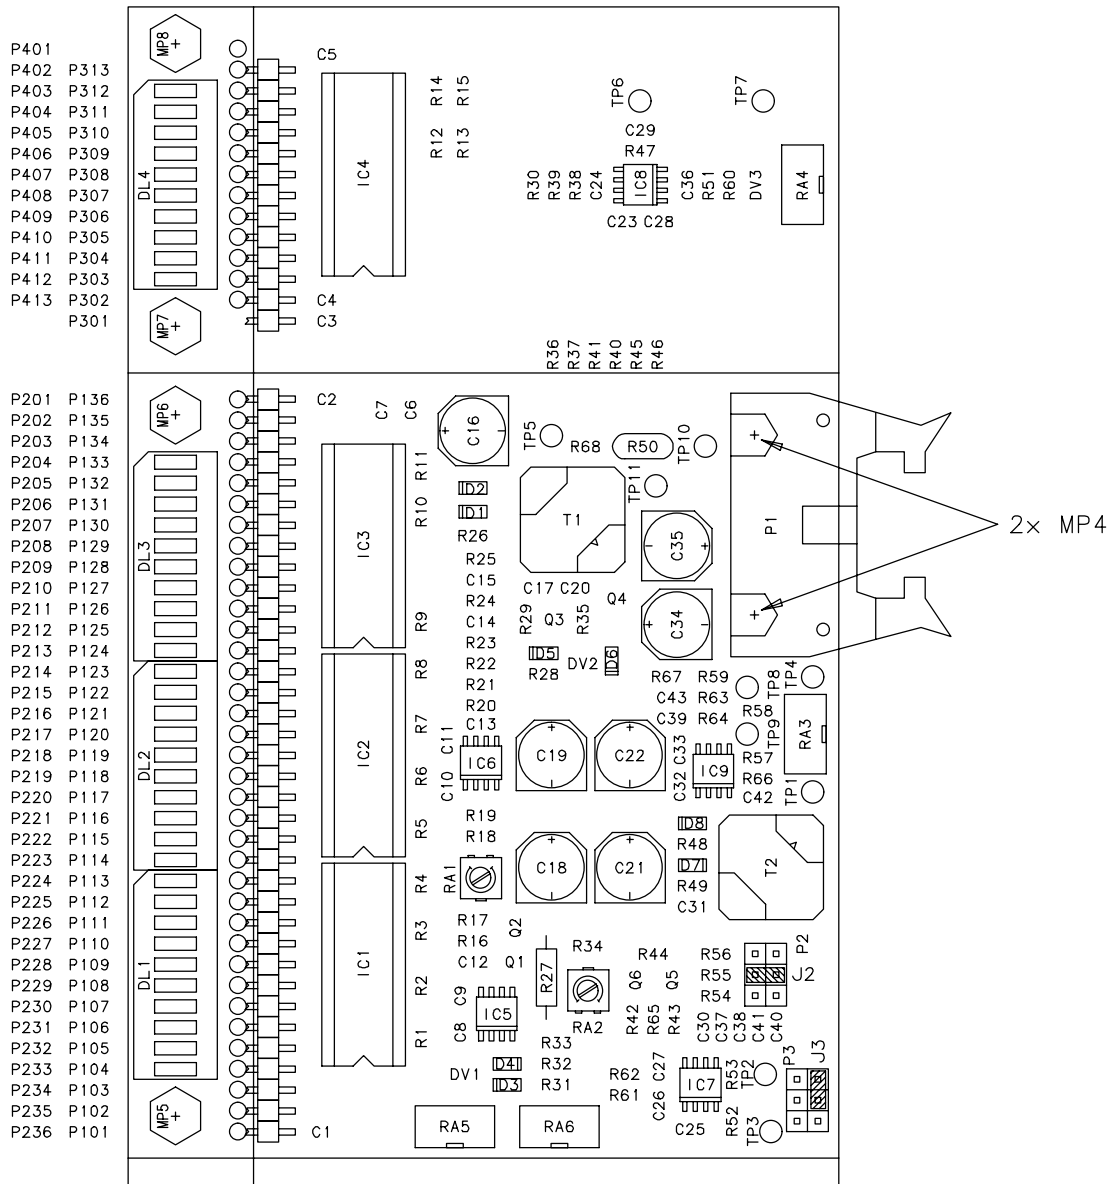 P401 MP8 C5
P402 P313
P403 P312 R14 R15 TP6 TP7
P404 P311
P405 P310 R12 R13 C29
P406 P309 R47
P407 P308 DL4 IC4 R30 R39 R38 C24 IC8 C36 R51 R60 DV3 RA4
P408 P307
P409 P306 C23 C28
P410 P305
P411 P304
P412 P303
P413 P302 C4
P301 MP7 C3
R36 R37 R41 R40 R45 R46
P201 P136 MP6 C2 C7 C6
P202 P135 C16 TP5
P203 P134 R68 R50 TP10
P204 P133 R11
P205 P132 D2 TP11
P206 P131 R10 D1
P207 P130 T1 P1 2x MP4
P208 P129 DL3 IC3 R26 C35
P209 P128 R25
P210 P127 C15 C17 C20
P211 P126 R24 Q4
P212 P125 R9 C14 R29 Q3 R35 C34
P213 P124 R23 D5 D6
P214 P123 R8 R22 R28 DV2 R67 R59 TP8 TP4
P215 P122 R21 C43 R63
P216 P121 R20 C39 R64 R58
P217 P120 R7 C13 C11 TP9 RA3
P218 P119 DL2 IC2 IC6 C19 C22 C33 IC9 R57
P219 P118 R6 C10 C32 R66
P220 P117 C42 TP1
P221 P116 R19 D8
P222 P115 R5 R18 R48
P223 P114 D7 T2
P224 P113 R4 RA1 C18 C21 R49
P225 P112 C31
P226 P111 R3 R17 Q2
P227 P110 R16 R34 R44 R56 P2
P228 P109 DL1 IC1 C12 Q1 R27 R55 J2
P229 P108 R2 Q6 Q5 R54
P230 P107 C9 IC5
P231 P106 R1 C8 RA2 R42 R65 R43 C30 C37 C38 C41 C40
P232 P105 R33 J3
P233 P104 DV1 D4 R32 R62 C27 R53 TP2 P3
P234 P103 D3 R31 R61 IC7
P235 P102 MP5 C26
P236 P101 C1 RA5 RA6 C25 R52 TP3